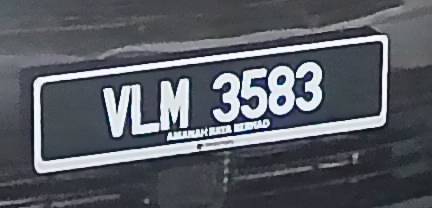 VLM 3583
AMANAH RAYA BERHAD